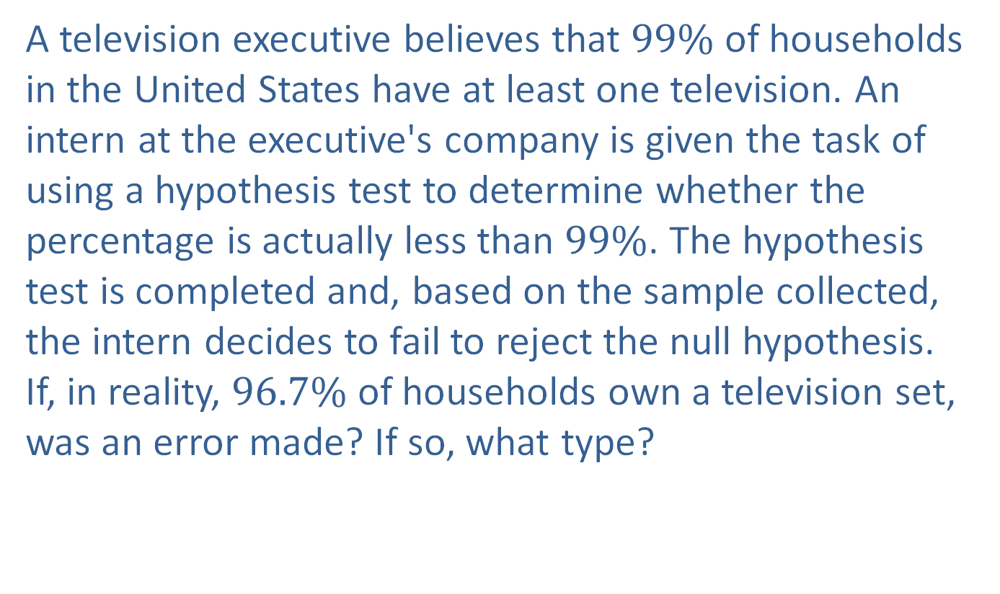 A television executive believes that 99% of households
in the United States have at least one television. An
intern at the executive's company is given the task of
using a hypothesis test to determine whether the
percentage is actually less than 99%. The hypothesis
test is completed and, based on the sample collected,
the intern decides to fail to reject the null hypothesis.
If, in reality, 96.7% of households own a television set,
was an error made? If so, what type?